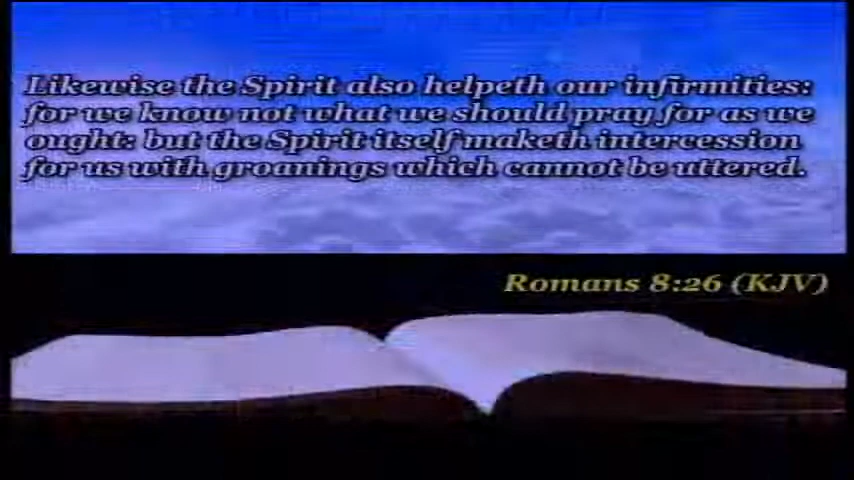 Likewise the Spirit also helpeth our infirmities:
for we know not what we should pray for as we
ought: but the Spirit itself maketh intercession
for us with groanings which cannot be uttered.
Romans 8:26 (KJV)